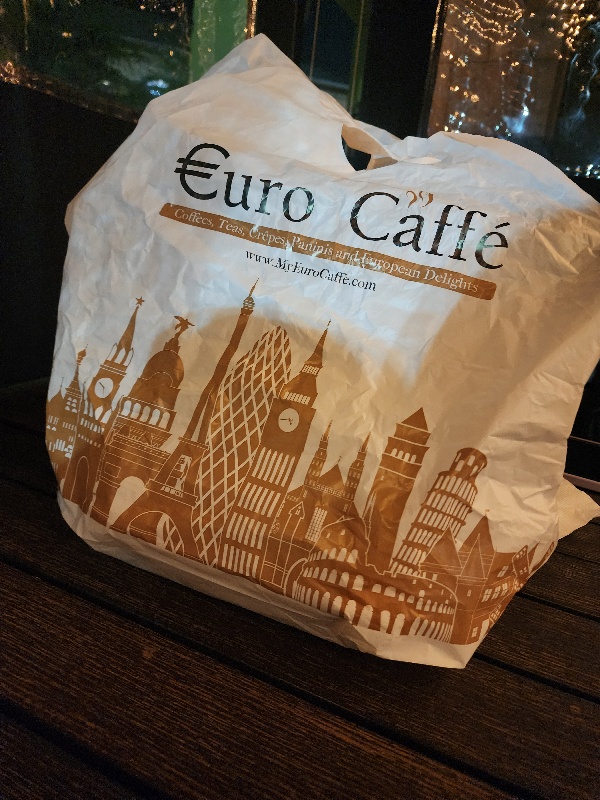 €uro Caffé
Coffees, Teas, Crêpes, Paninis and European Delights
www.MyEuroCaffe.com